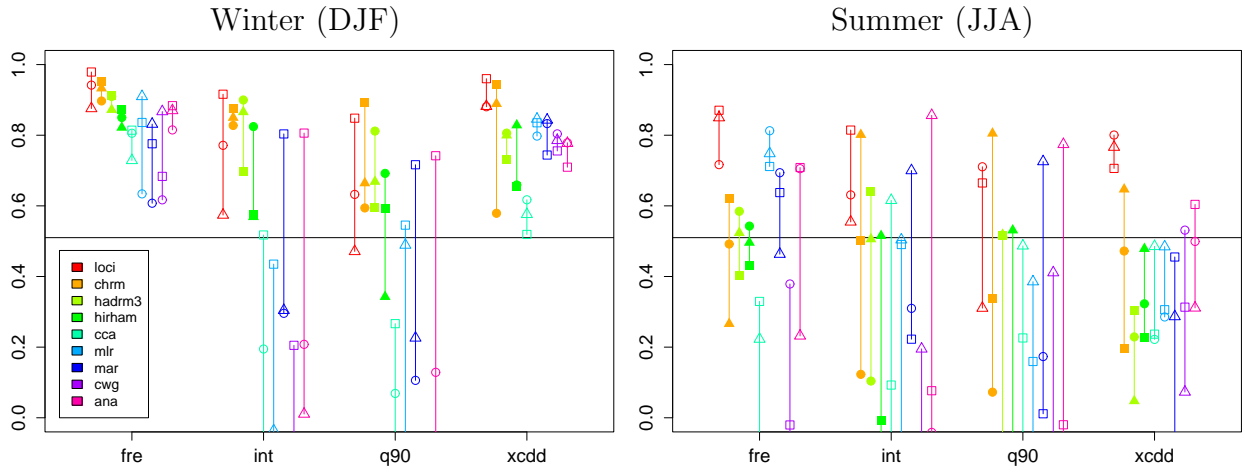 Winter (DJF)
Summer (JJA)
1.0
0.8
0.6
0.4
0.2
0.0
loci
chrm
hadrm3
hirham
cca
mlr
mar
cwg
ana
fre int q90 xcdd
1.0
0.8
0.6
0.4
0.2
0.0
fre int q90 xcdd